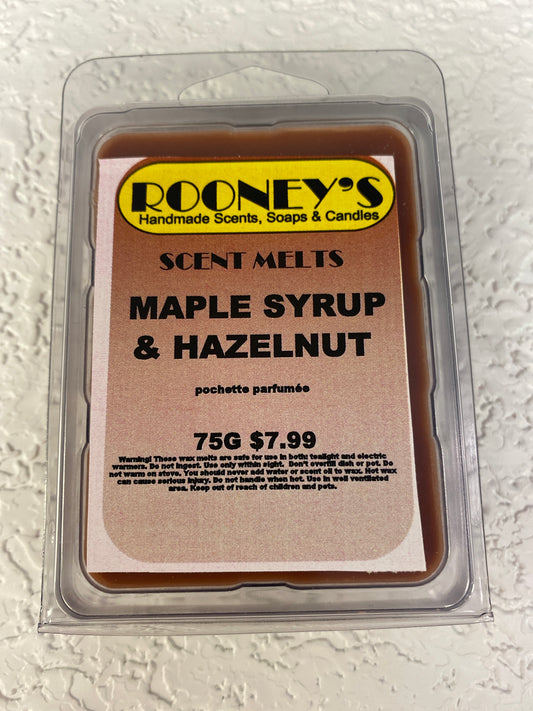 ROONEY'S
Handmade Scents, Soaps & Candles
SCENT MELTS
MAPLE SYRUP
& HAZELNUT
pochette parfumée
75G $7.99
Warning! These wax melts are safe for use in both: tealight and electric
warmers. Do not ingest. Use only within sight. Don't overfill dish or pot. Do
not warm on stove. You should never add water or scent oil to wax. Hot wax
can cause serious injury. Do not handle when hot. Use in well ventilated
area. Keep out of reach of children and pets.